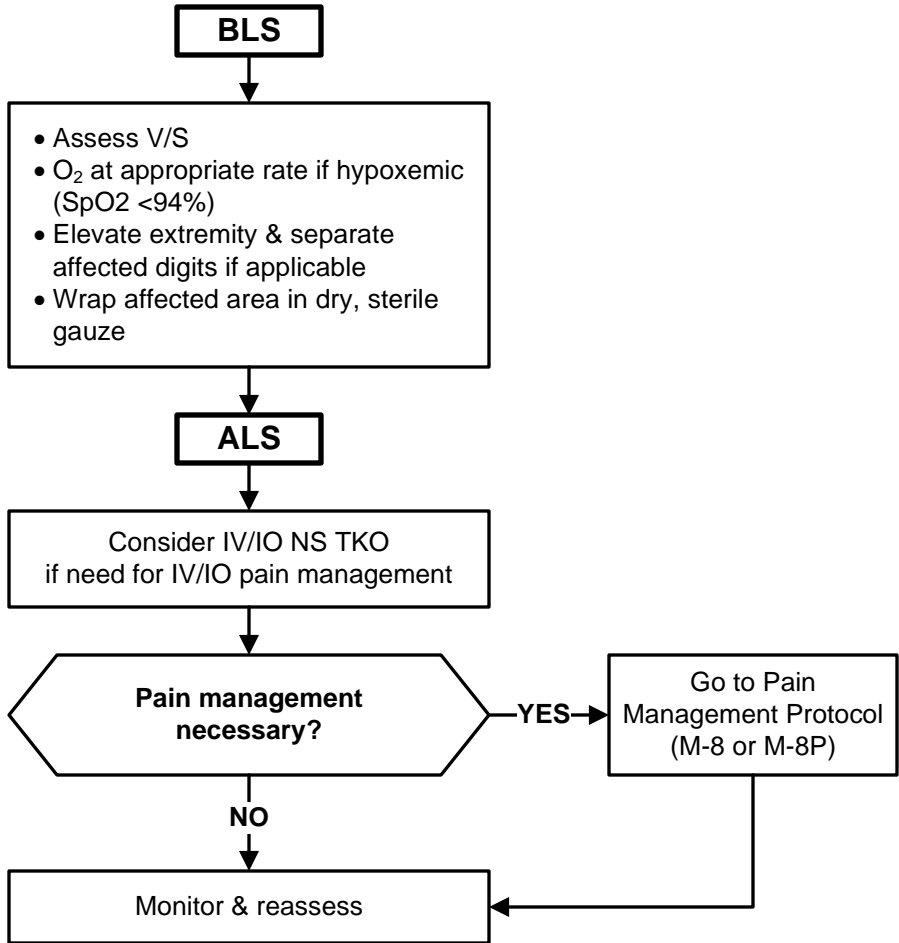 BLS
• Assess V/S
• O₂ at appropriate rate if hypoxemic
(SpO2 <94%)
• Elevate extremity & separate
affected digits if applicable
• Wrap affected area in dry, sterile
gauze
ALS
Consider IV/IO NS TKO
if need for IV/IO pain management
Pain management
necessary?
YES
Go to Pain
Management Protocol
(M-8 or M-8P)
NO
Monitor & reassess